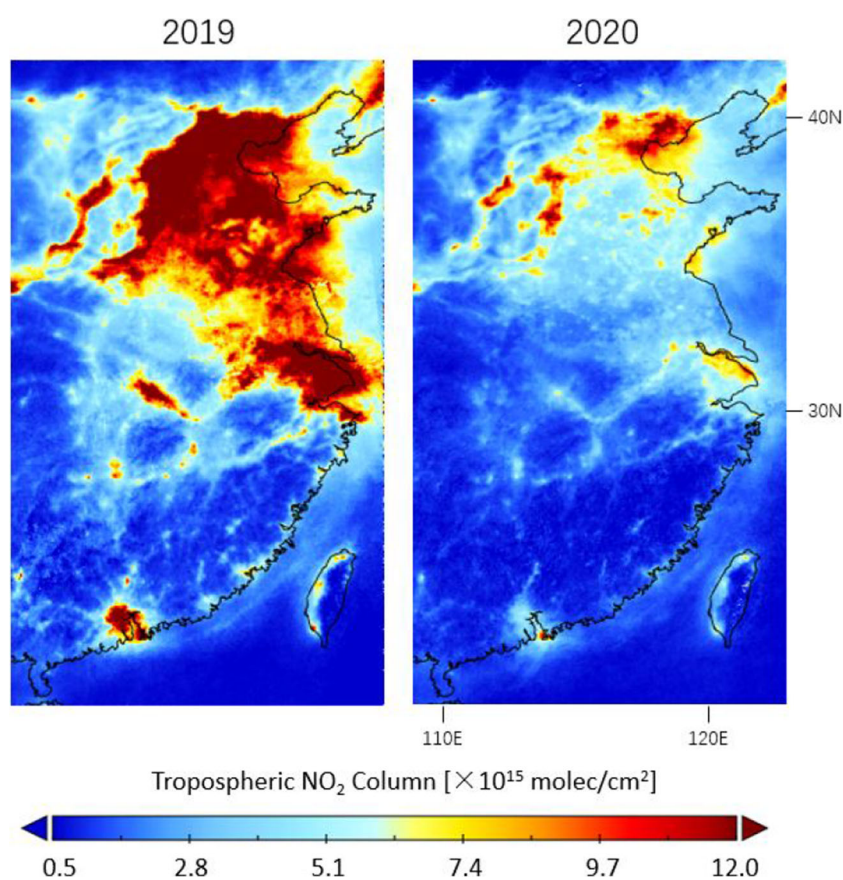 2019 2020
40N
30N
110E 120E
Tropospheric NO₂ Column [×10¹⁵ molec/cm²]
0.5 2.8 5.1 7.4 9.7 12.0